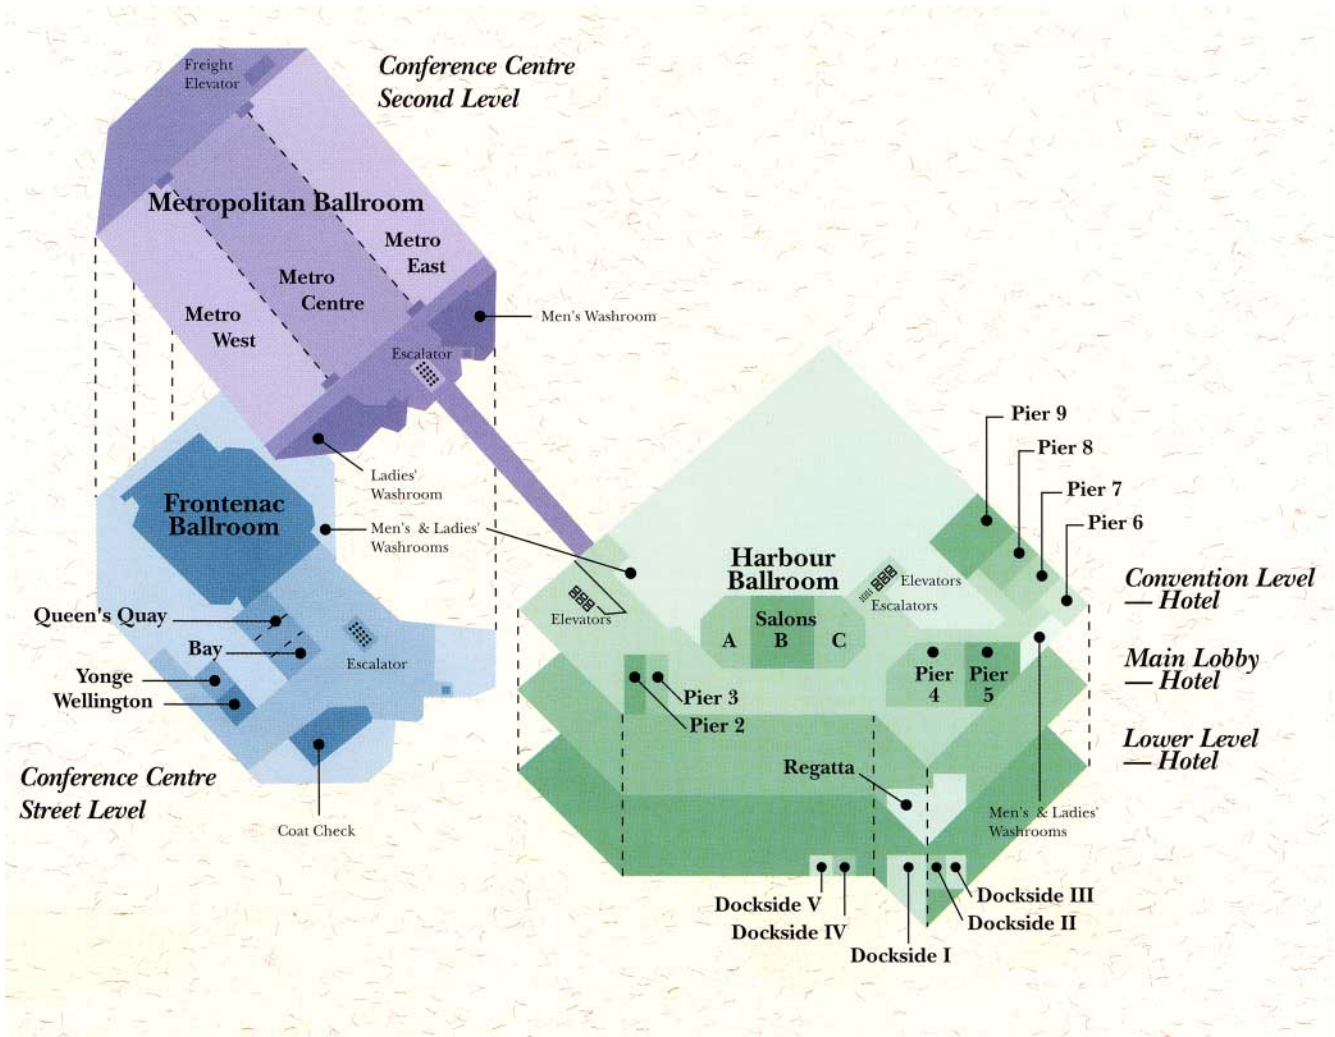 Freight
Elevator
Conference Centre
Second Level
Metropolitan Ballroom
Metro
East
Metro
Centre
Metro
West
Men's Washroom
Escalator
Ladies'
Washroom
Frontenac
Ballroom
Men's & Ladies'
Washrooms
Queen's Quay
Bay
Yonge
Wellington
Escalator
Conference Centre
Street Level
Coat Check
Pier 9
Pier 8
Pier 7
Pier 6
Harbour
Ballroom
Elevators
Escalators
Elevators
Salons
A B C
Pier
4
Pier
5
Pier 3
Pier 2
Convention Level
— Hotel
Main Lobby
— Hotel
Lower Level
— Hotel
Regatta
Men's & Ladies'
Washrooms
Dockside V
Dockside IV
Dockside III
Dockside II
Dockside I